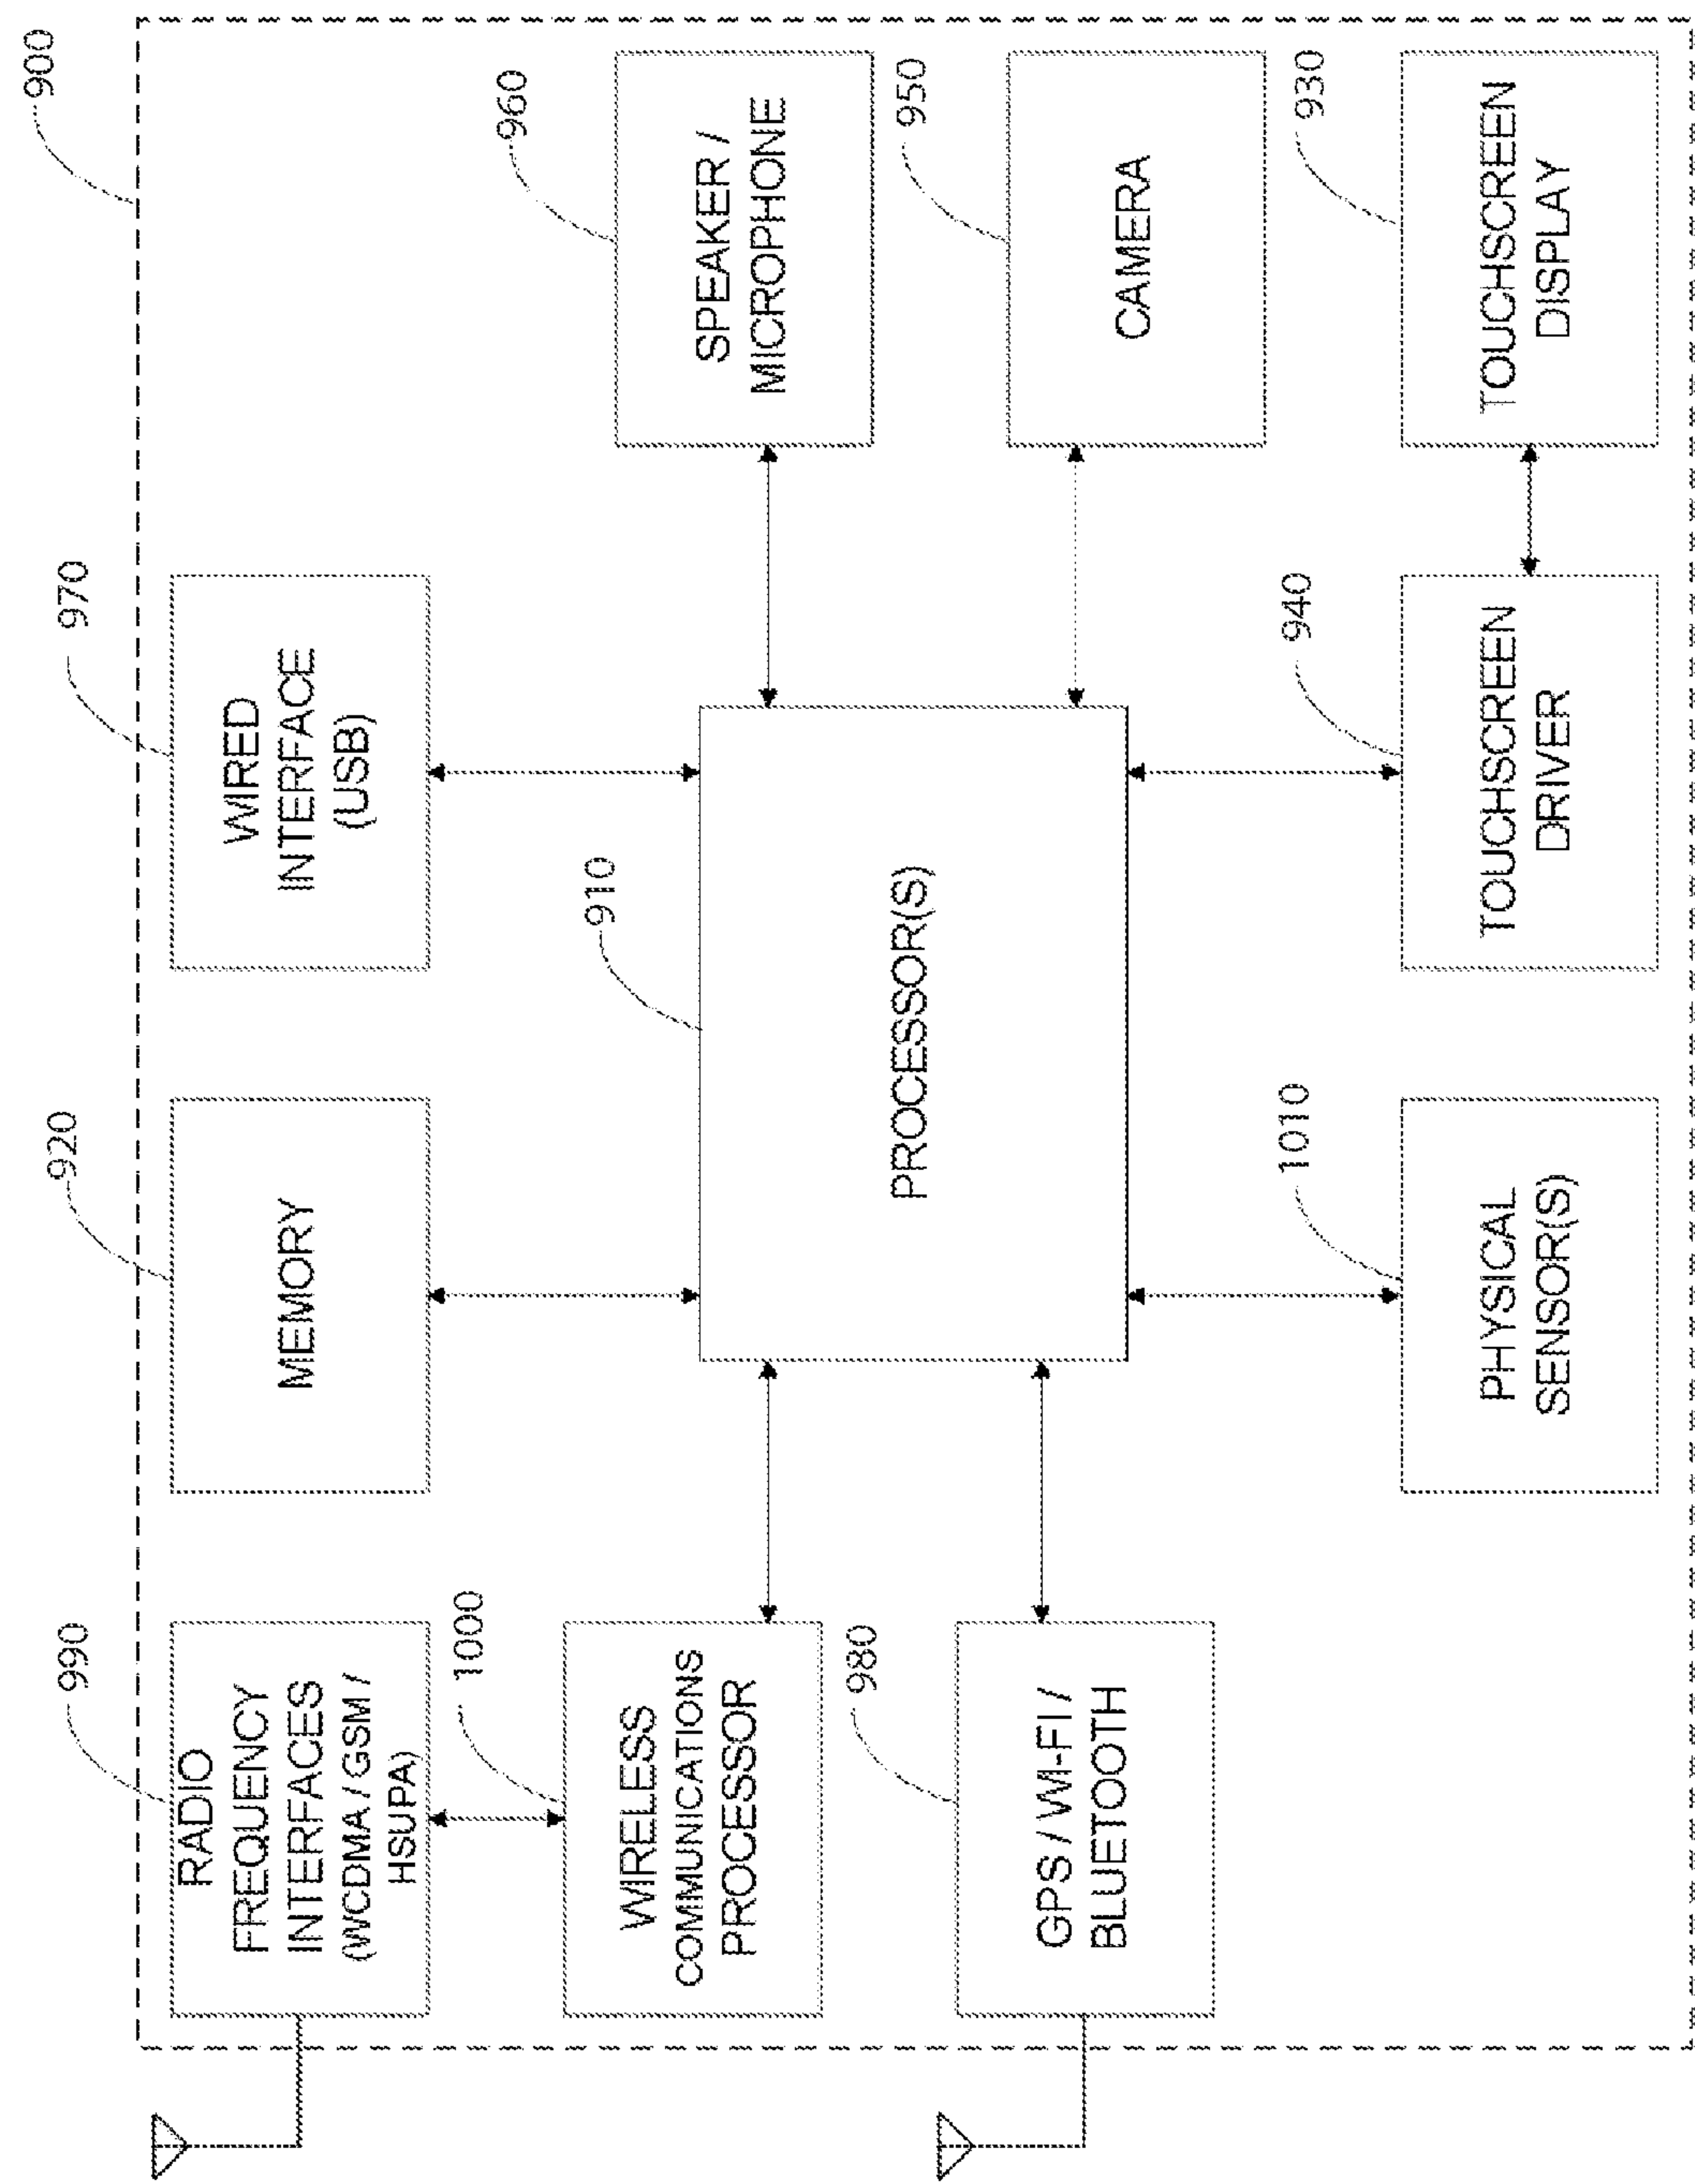 900
990
RADIO
FREQUENCY
INTERFACES
(WCDMA / GSM /
HSUPA)
920
MEMORY
970
WIRED
INTERFACE
(USB)
1000
WIRELESS
COMMUNICATIONS
PROCESSOR
960
SPEAKER /
MICROPHONE
910
PROCESSOR(S)
980
GPS / WI-FI /
BLUETOOTH
950
CAMERA
1010
PHYSICAL
SENSOR(S)
940
TOUCHSCREEN
DRIVER
930
TOUCHSCREEN
DISPLAY